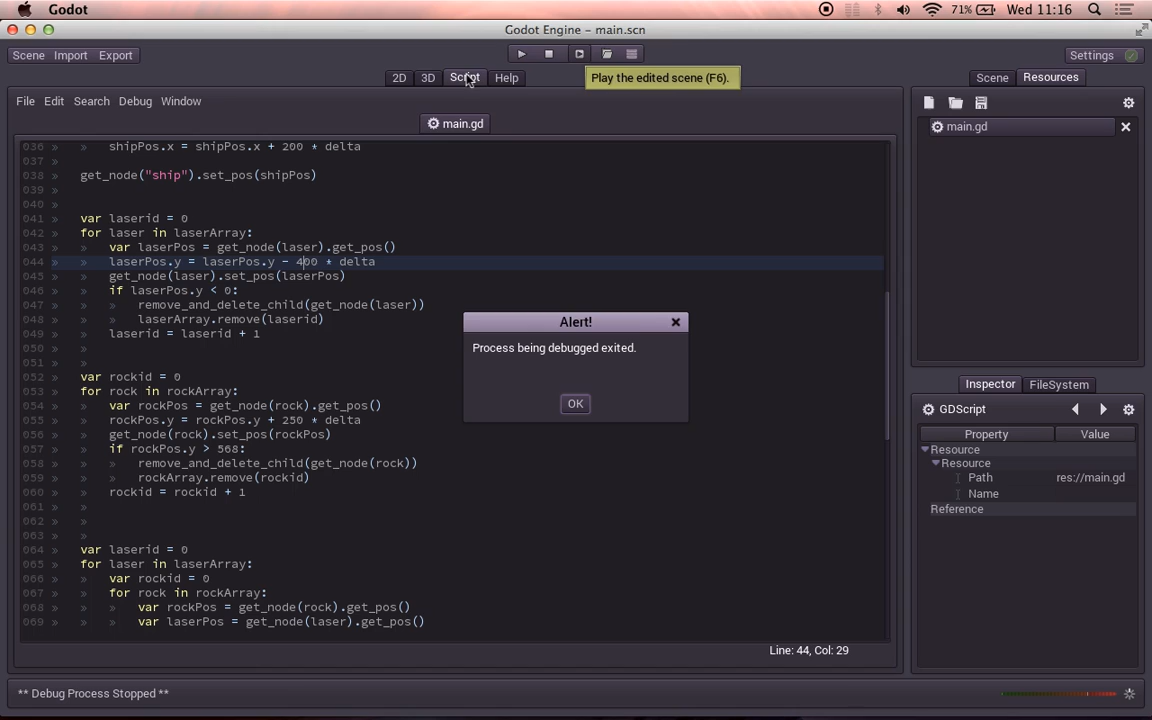 Godot 71% Wed 11:16
Godot Engine - main.scn
Scene Import Export Settings
2D 3D Script Help Play the edited scene (F6). Scene Resources
File Edit Search Debug Window
main.gd
main.gd
036 » » shipPos.x = shipPos.x + 200 * delta
037 »
038 » get_node("ship").set_pos(shipPos)
039 »
040 »
041 » var laserid = 0
042 » for laser in laserArray:
043 » » var laserPos = get_node(laser).get_pos()
044 » » laserPos.y = laserPos.y - 400 * delta
045 » » get_node(laser).set_pos(laserPos)
046 » » if laserPos.y < 0:
047 » » » remove_and_delete_child(get_node(laser))
048 » » » laserArray.remove(laserid)
049 » » laserid = laserid + 1
050 » »
051 » »
052 » var rockid = 0
053 » for rock in rockArray:
054 » » var rockPos = get_node(rock).get_pos()
055 » » rockPos.y = rockPos.y + 250 * delta
056 » » get_node(rock).set_pos(rockPos)
057 » » if rockPos.y > 568:
058 » » » remove_and_delete_child(get_node(rock))
059 » » » rockArray.remove(rockid)
060 » » rockid = rockid + 1
061 » »
062 » »
063 » »
064 » var laserid = 0
065 » for laser in laserArray:
066 » » var rockid = 0
067 » » for rock in rockArray:
068 » » » var rockPos = get_node(rock).get_pos()
069 » » » var laserPos = get_node(laser).get_pos()
Line: 44, Col: 29
Alert!
Process being debugged exited.
OK
Inspector FileSystem
GDScript
Property Value
Resource
Resource
Path res://main.gd
Name
Reference
** Debug Process Stopped **